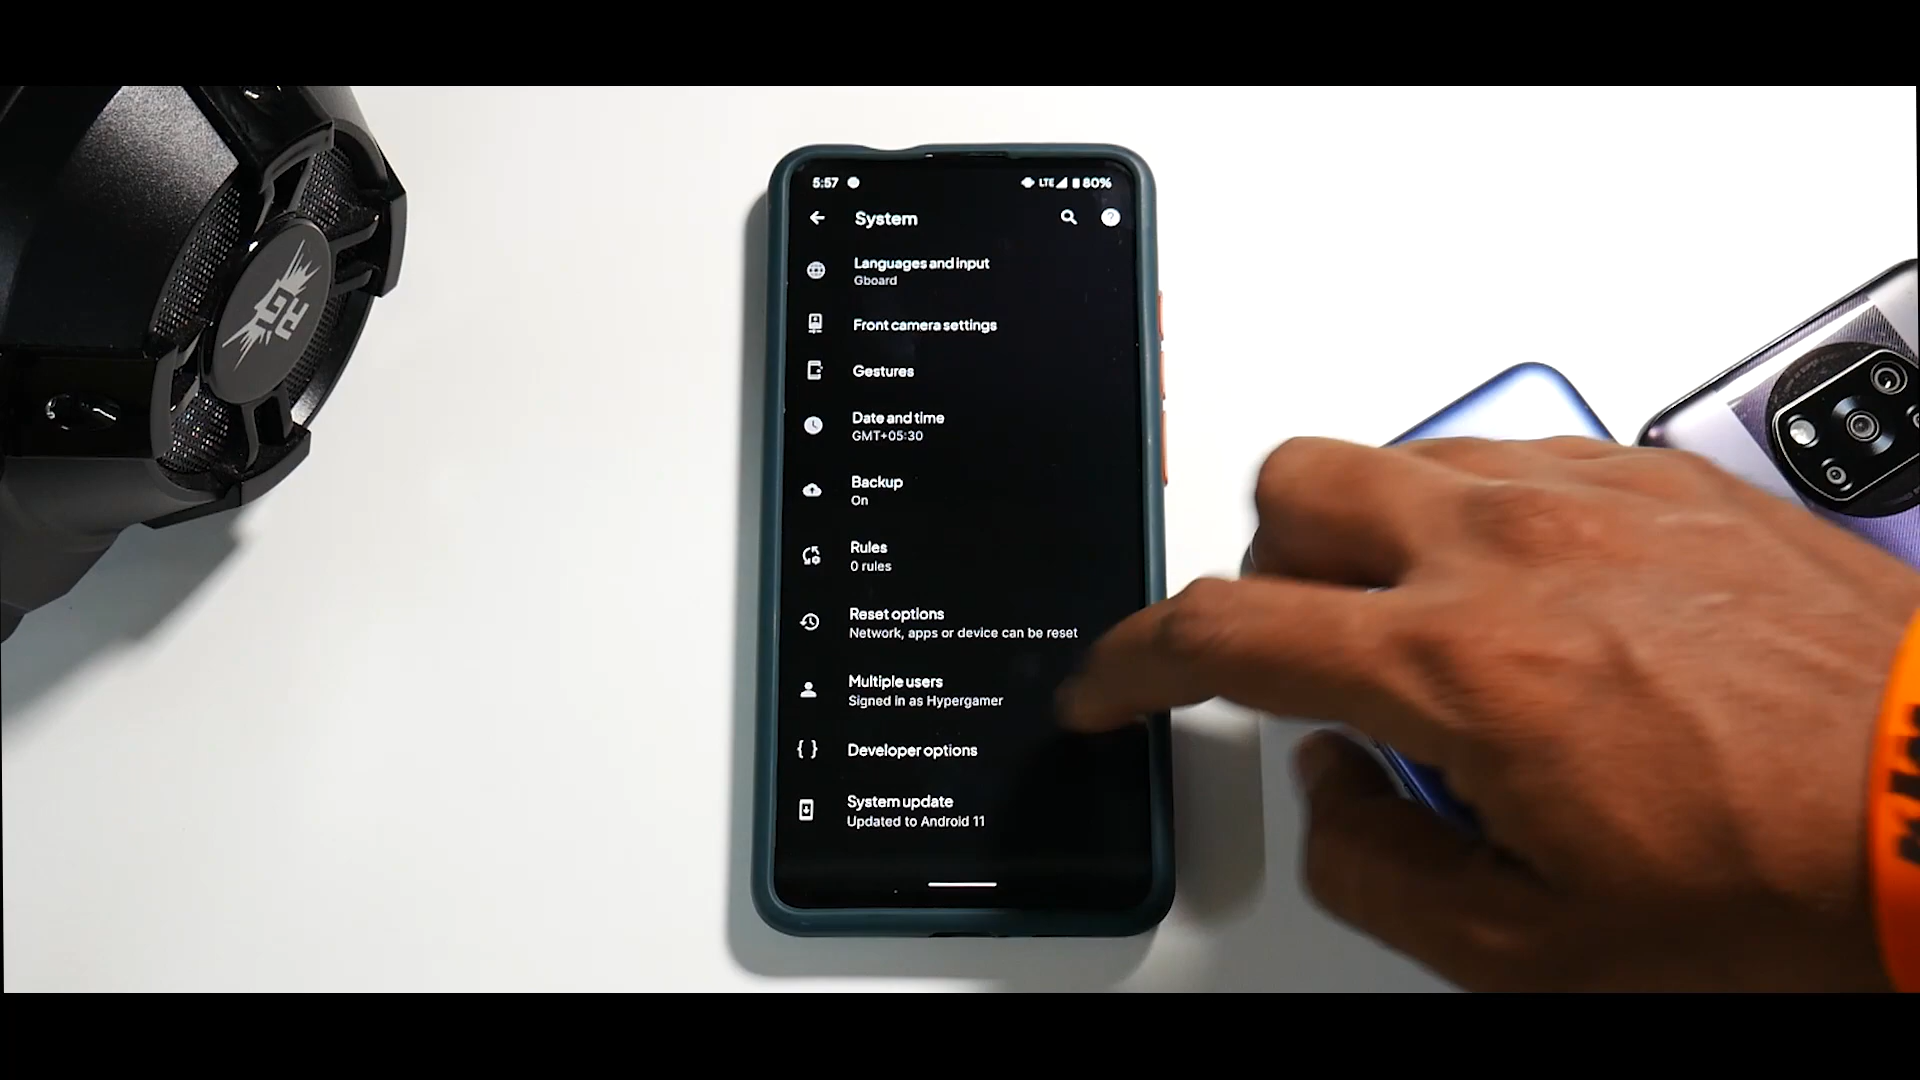 5:57
LTE 80%
System
Languages and input
Gboard
Front camera settings
Gestures
Date and time
GMT+05:30
Backup
On
Rules
0 rules
Reset options
Network, apps or device can be reset
Multiple users
Signed in as Hypergamer
Developer options
System update
Updated to Android 11